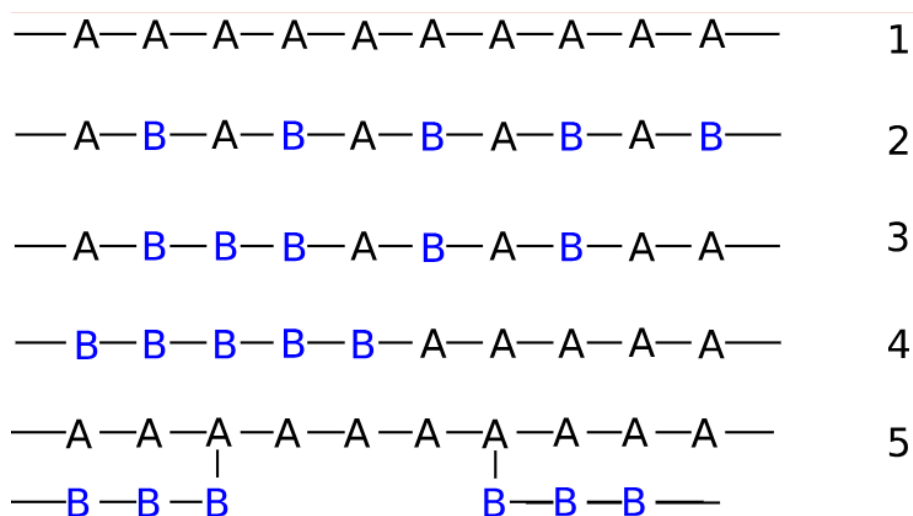 A A A A A A A A A A 1
A B A B A B A B A B 2
A B B B A B A B A A 3
B B B B B A A A A A 4
A A A A A A A A A A 5
B B B B B B